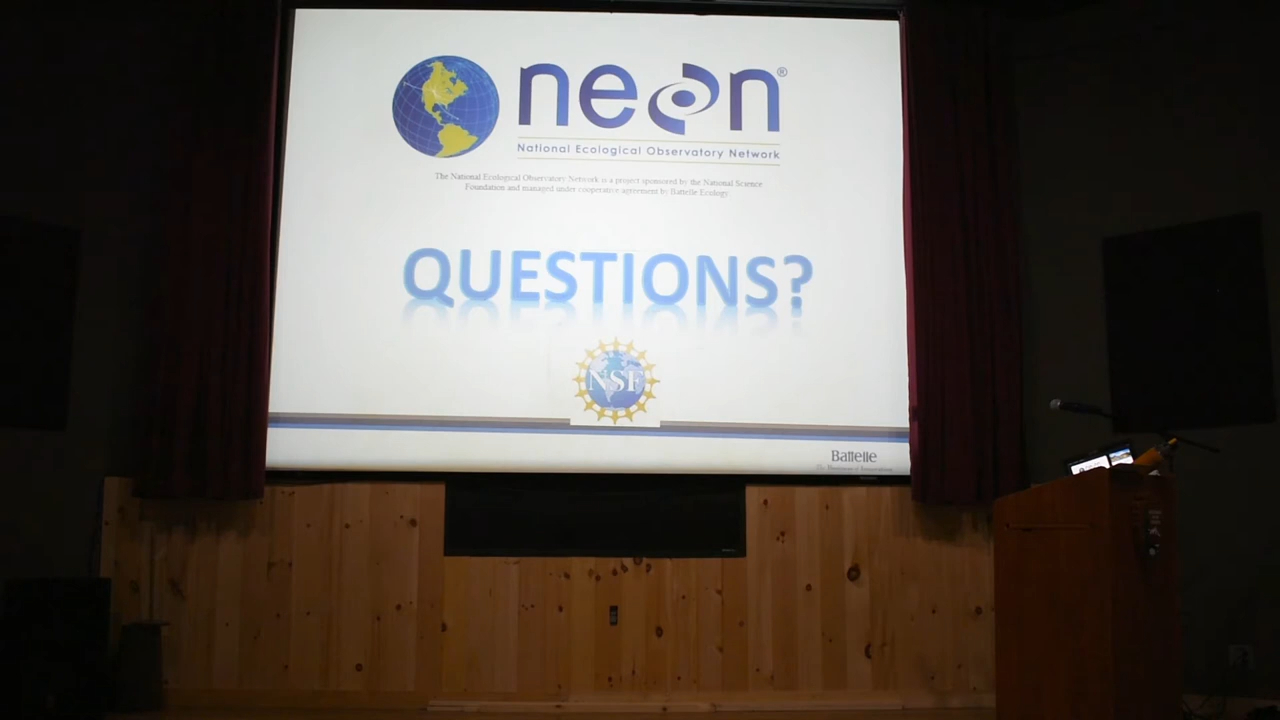 neon®
National Ecological Observatory Network
The National Ecological Observatory Network is a project sponsored by the National Science
Foundation and managed under cooperative agreement by Battelle Ecology.
QUESTIONS?
NSF
Battelle